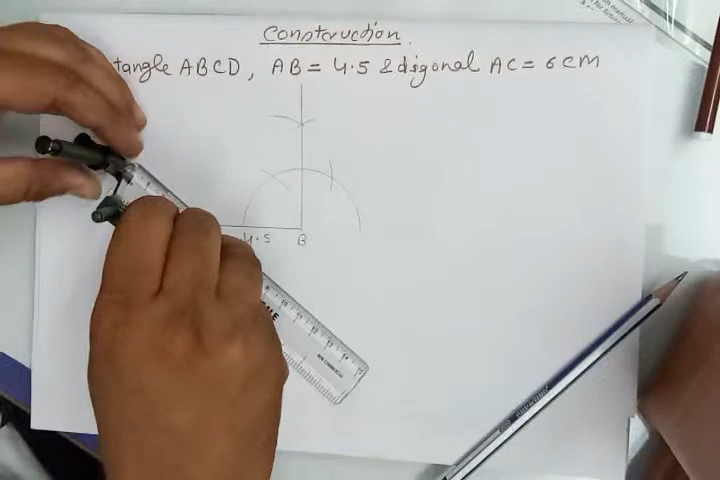 Construction.
tangle ABCD, AB = 4.5 & digonal AC = 6 CM
4.5 B